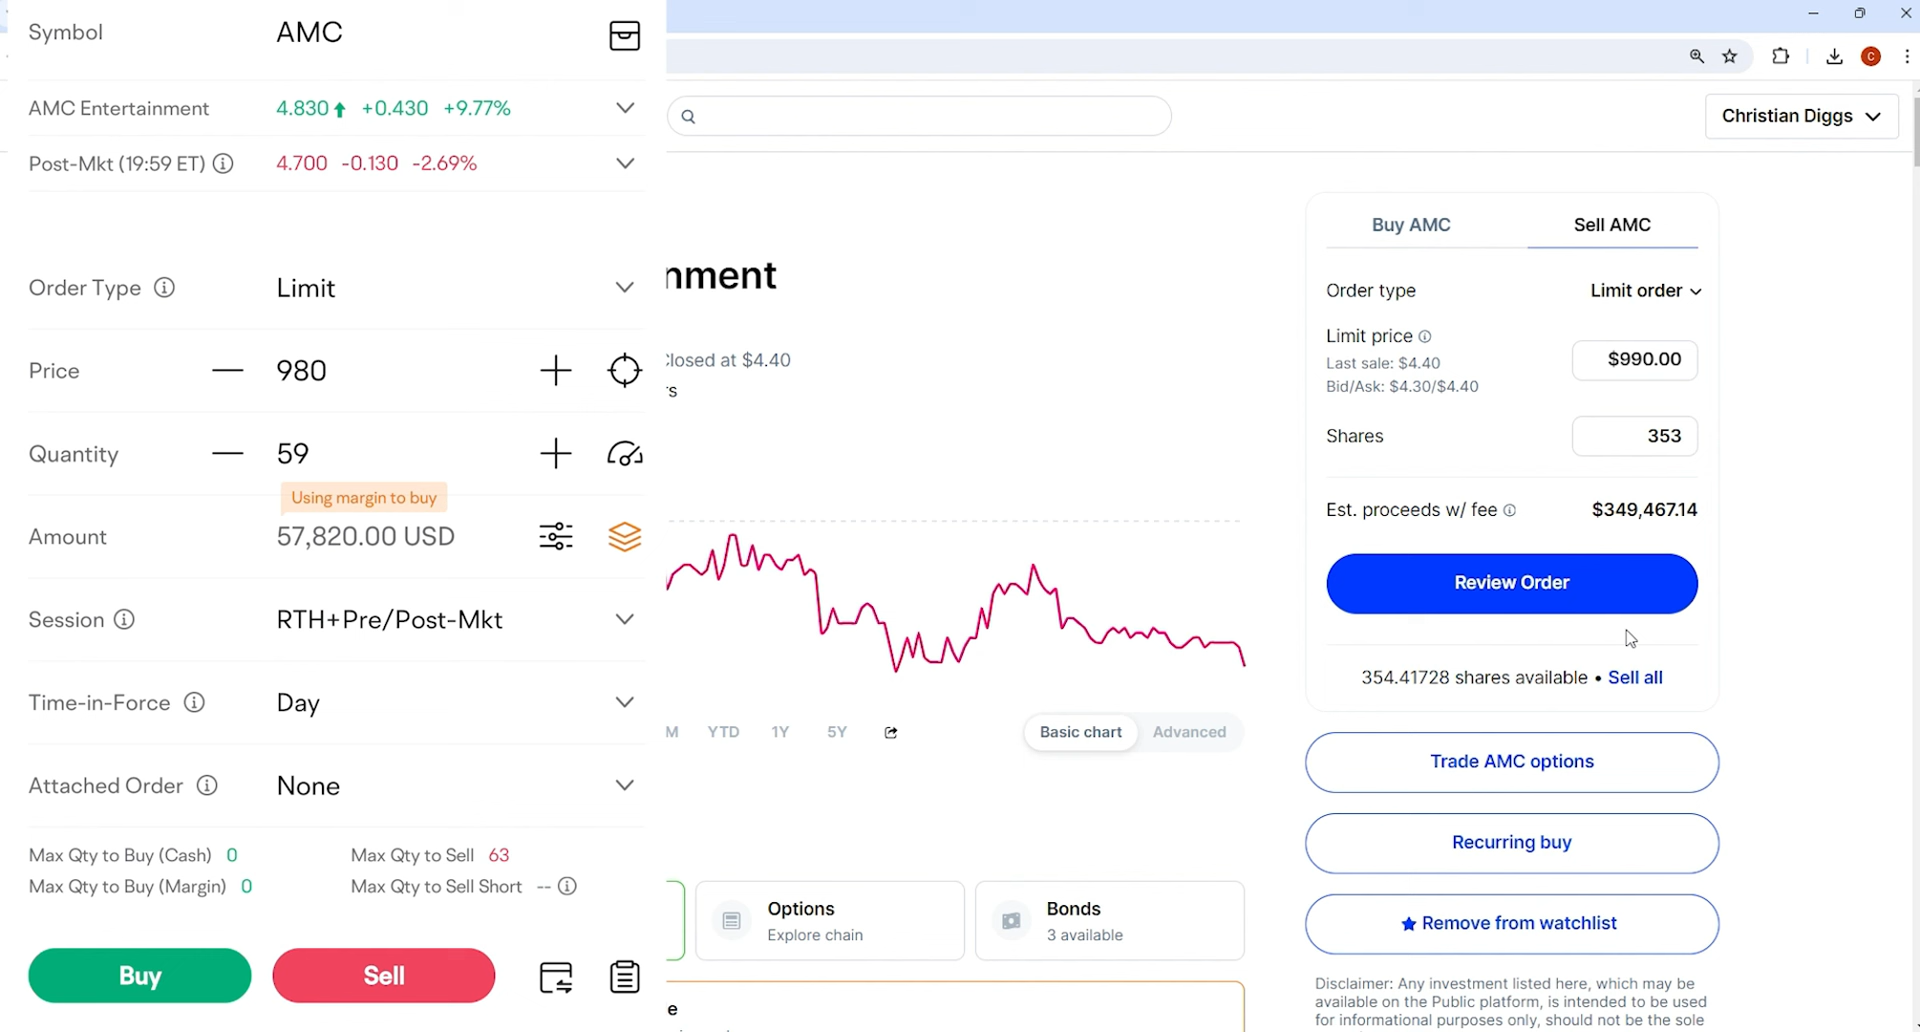 Symbol AMC
AMC Entertainment 4.830 +0.430 +9.77%
Post-Mkt (19:59 ET) 4.700 -0.130 -2.69%
Order Type Limit
Price 980
Quantity 59
Using margin to buy
Amount 57,820.00 USD
Session RTH+Pre/Post-Mkt
Time-in-Force Day
Attached Order None
Max Qty to Buy (Cash) 0 Max Qty to Sell 63
Max Qty to Buy (Margin) 0 Max Qty to Sell Short --
Buy Sell
C
Christian Diggs
nment
Closed at $4.40
rs
M YTD 1Y 5Y
Basic chart Advanced
Options
Explore chain
Bonds
3 available
e
Buy AMC Sell AMC
Order type Limit order
Limit price
Last sale: $4.40
Bid/Ask: $4.30/$4.40
$990.00
Shares 353
Est. proceeds w/ fee $349,467.14
Review Order
354.41728 shares available • Sell all
Trade AMC options
Recurring buy
Remove from watchlist
Disclaimer: Any investment listed here, which may be
available on the Public platform, is intended to be used
for informational purposes only, should not be the sole